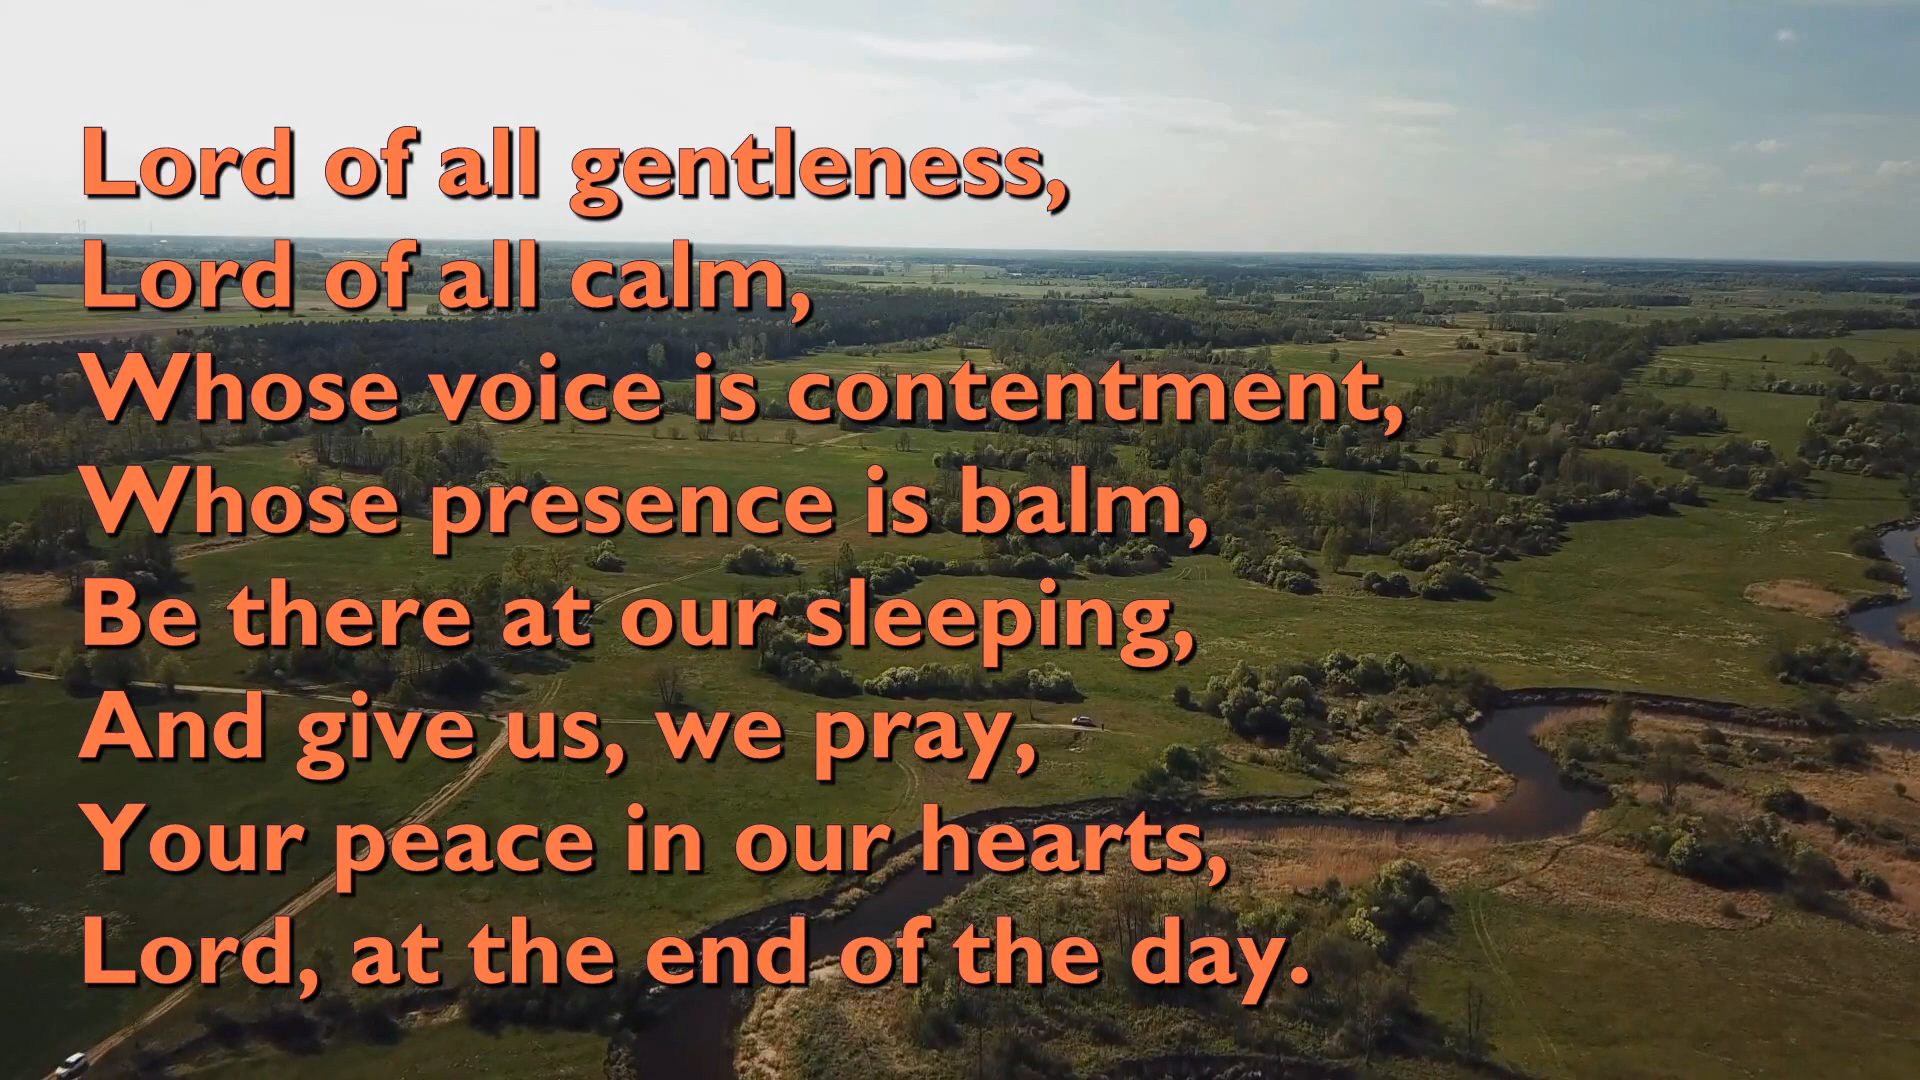 Lord of all gentleness,
Lord of all calm,
Whose voice is contentment,
Whose presence is balm,
Be there at our sleeping,
And give us, we pray,
Your peace in our hearts,
Lord, at the end of the day.